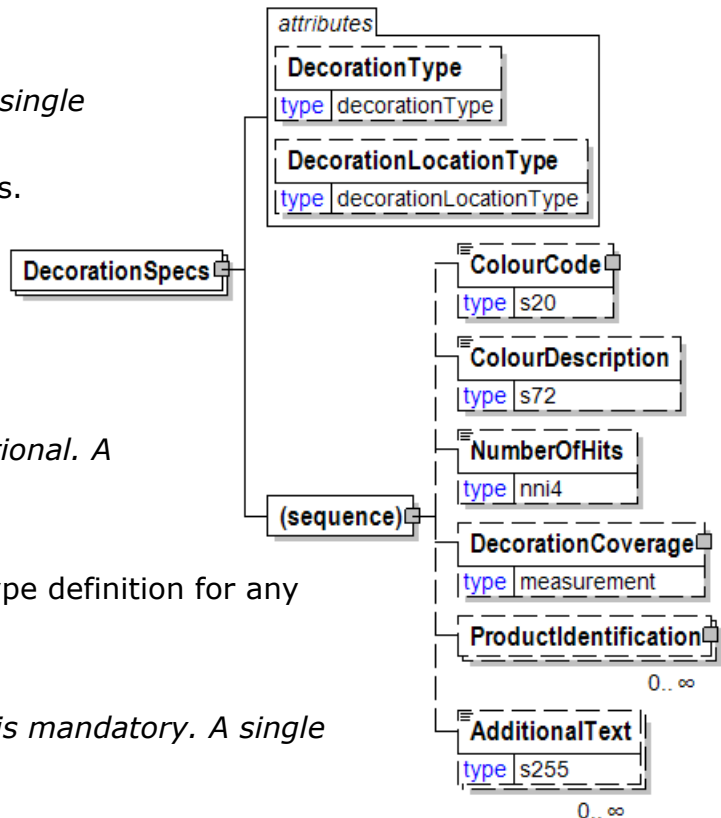 attributes
DecorationType
type decorationType
DecorationLocationType
type decorationLocationType
single
s.
DecorationSpecs
ColourCode
type s20
ColourDescription
type s72
ional. A
NumberOfHits
type nni4
(sequence)
DecorationCoverage
type measurement
ype definition for any
ProductIdentification
0.. ∞
is mandatory. A single
AdditionalText
type s255
0.. ∞